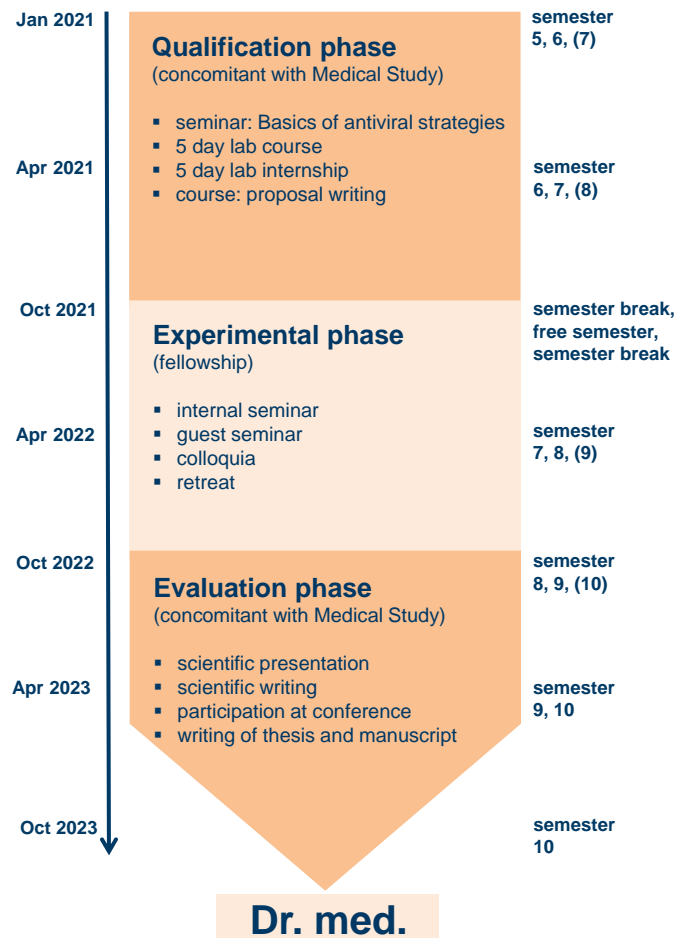 Jan 2021
semester
5, 6, (7)
Qualification phase
(concomitant with Medical Study)
▪ seminar: Basics of antiviral strategies
▪ 5 day lab course
▪ 5 day lab internship
▪ course: proposal writing
Apr 2021
semester
6, 7, (8)
Oct 2021
semester break,
free semester,
semester break
Experimental phase
(fellowship)
▪ internal seminar
▪ guest seminar
▪ colloquia
▪ retreat
Apr 2022
semester
7, 8, (9)
Oct 2022
semester
8, 9, (10)
Evaluation phase
(concomitant with Medical Study)
▪ scientific presentation
▪ scientific writing
▪ participation at conference
▪ writing of thesis and manuscript
Apr 2023
semester
9, 10
Oct 2023
semester
10
Dr. med.